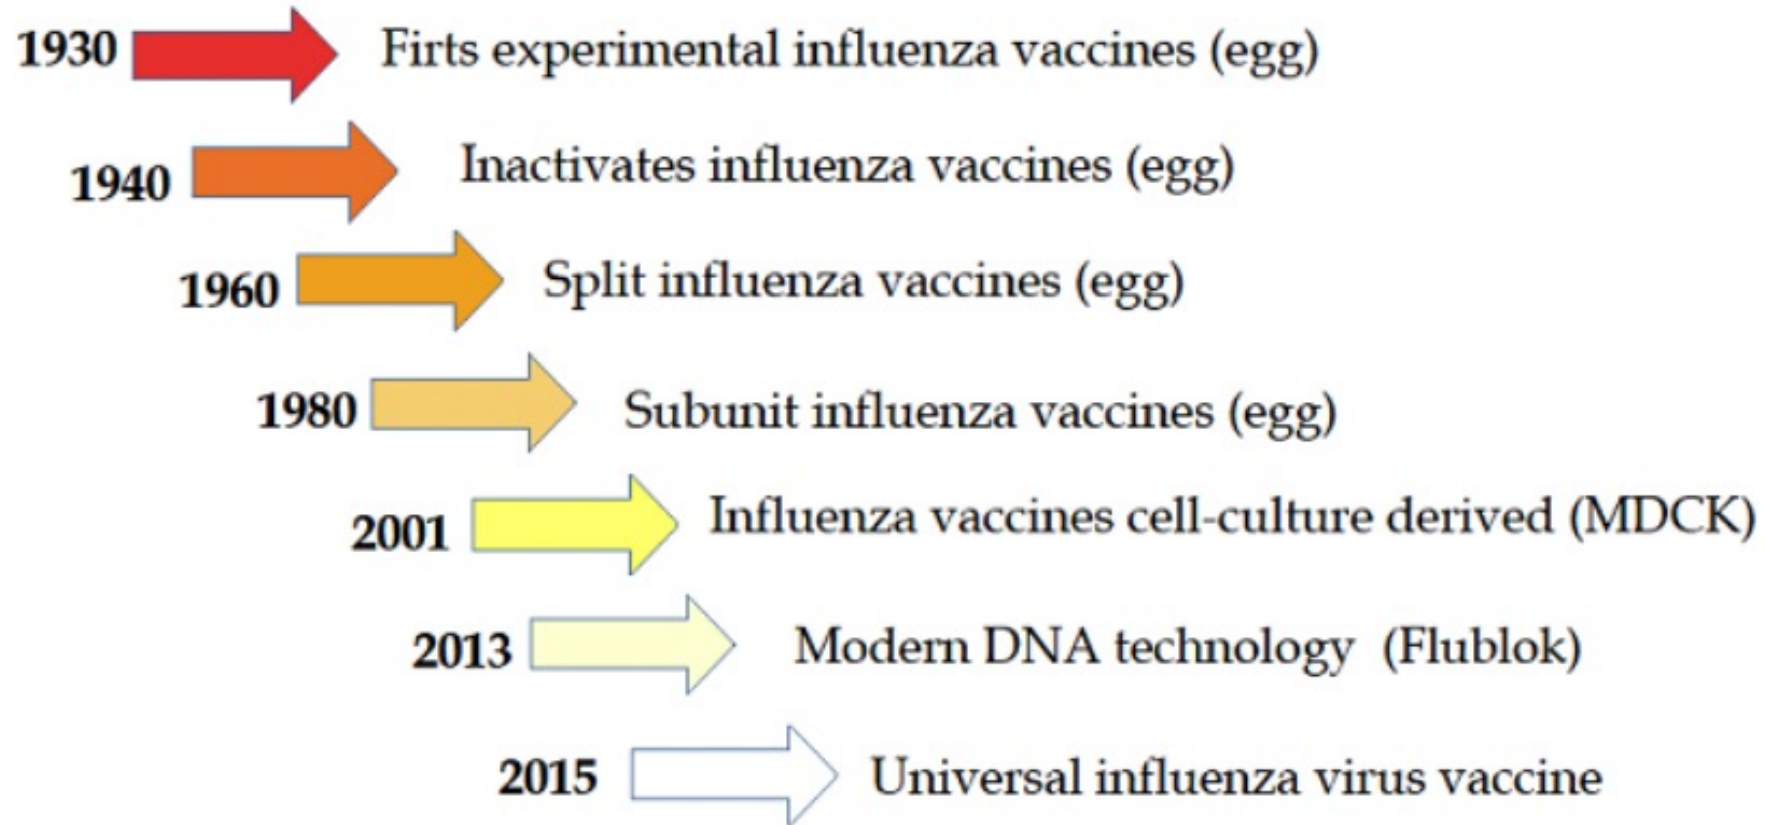 1930 Firts experimental influenza vaccines (egg)
1940 Inactivates influenza vaccines (egg)
1960 Split influenza vaccines (egg)
1980 Subunit influenza vaccines (egg)
2001 Influenza vaccines cell-culture derived (MDCK)
2013 Modern DNA technology (Flublok)
2015 Universal influenza virus vaccine